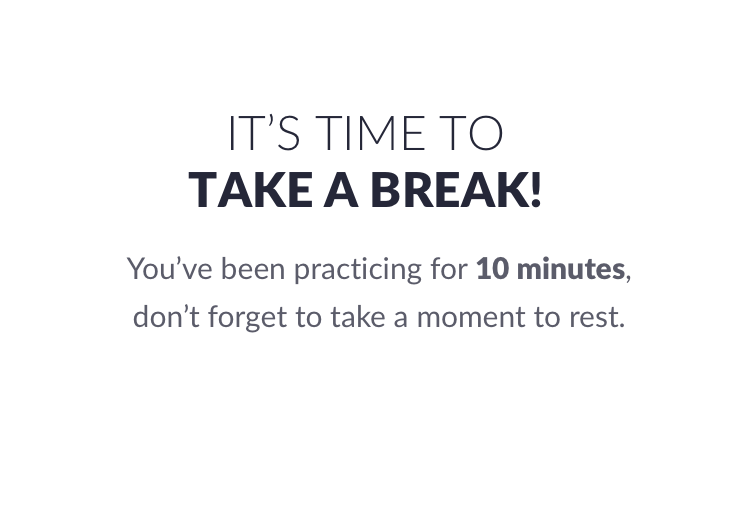 IT’S TIME TO
TAKE A BREAK!
You’ve been practicing for 10 minutes,
don’t forget to take a moment to rest.